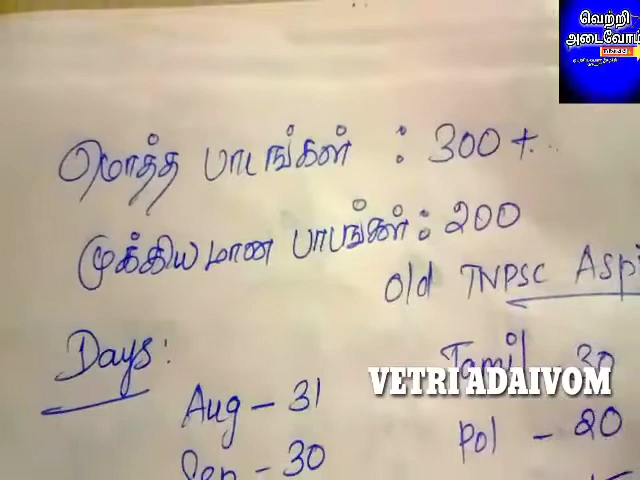 வெற்றி
அடைவோம்
மொத்த பாடங்கள் : 300 +...
முக்கியமான பாடங்கள் : 200
Old TNPSC Aspi
Days:
Tamil 30
VETRI ADAIVOM
Aug - 31
Pol - 20
Sep - 30